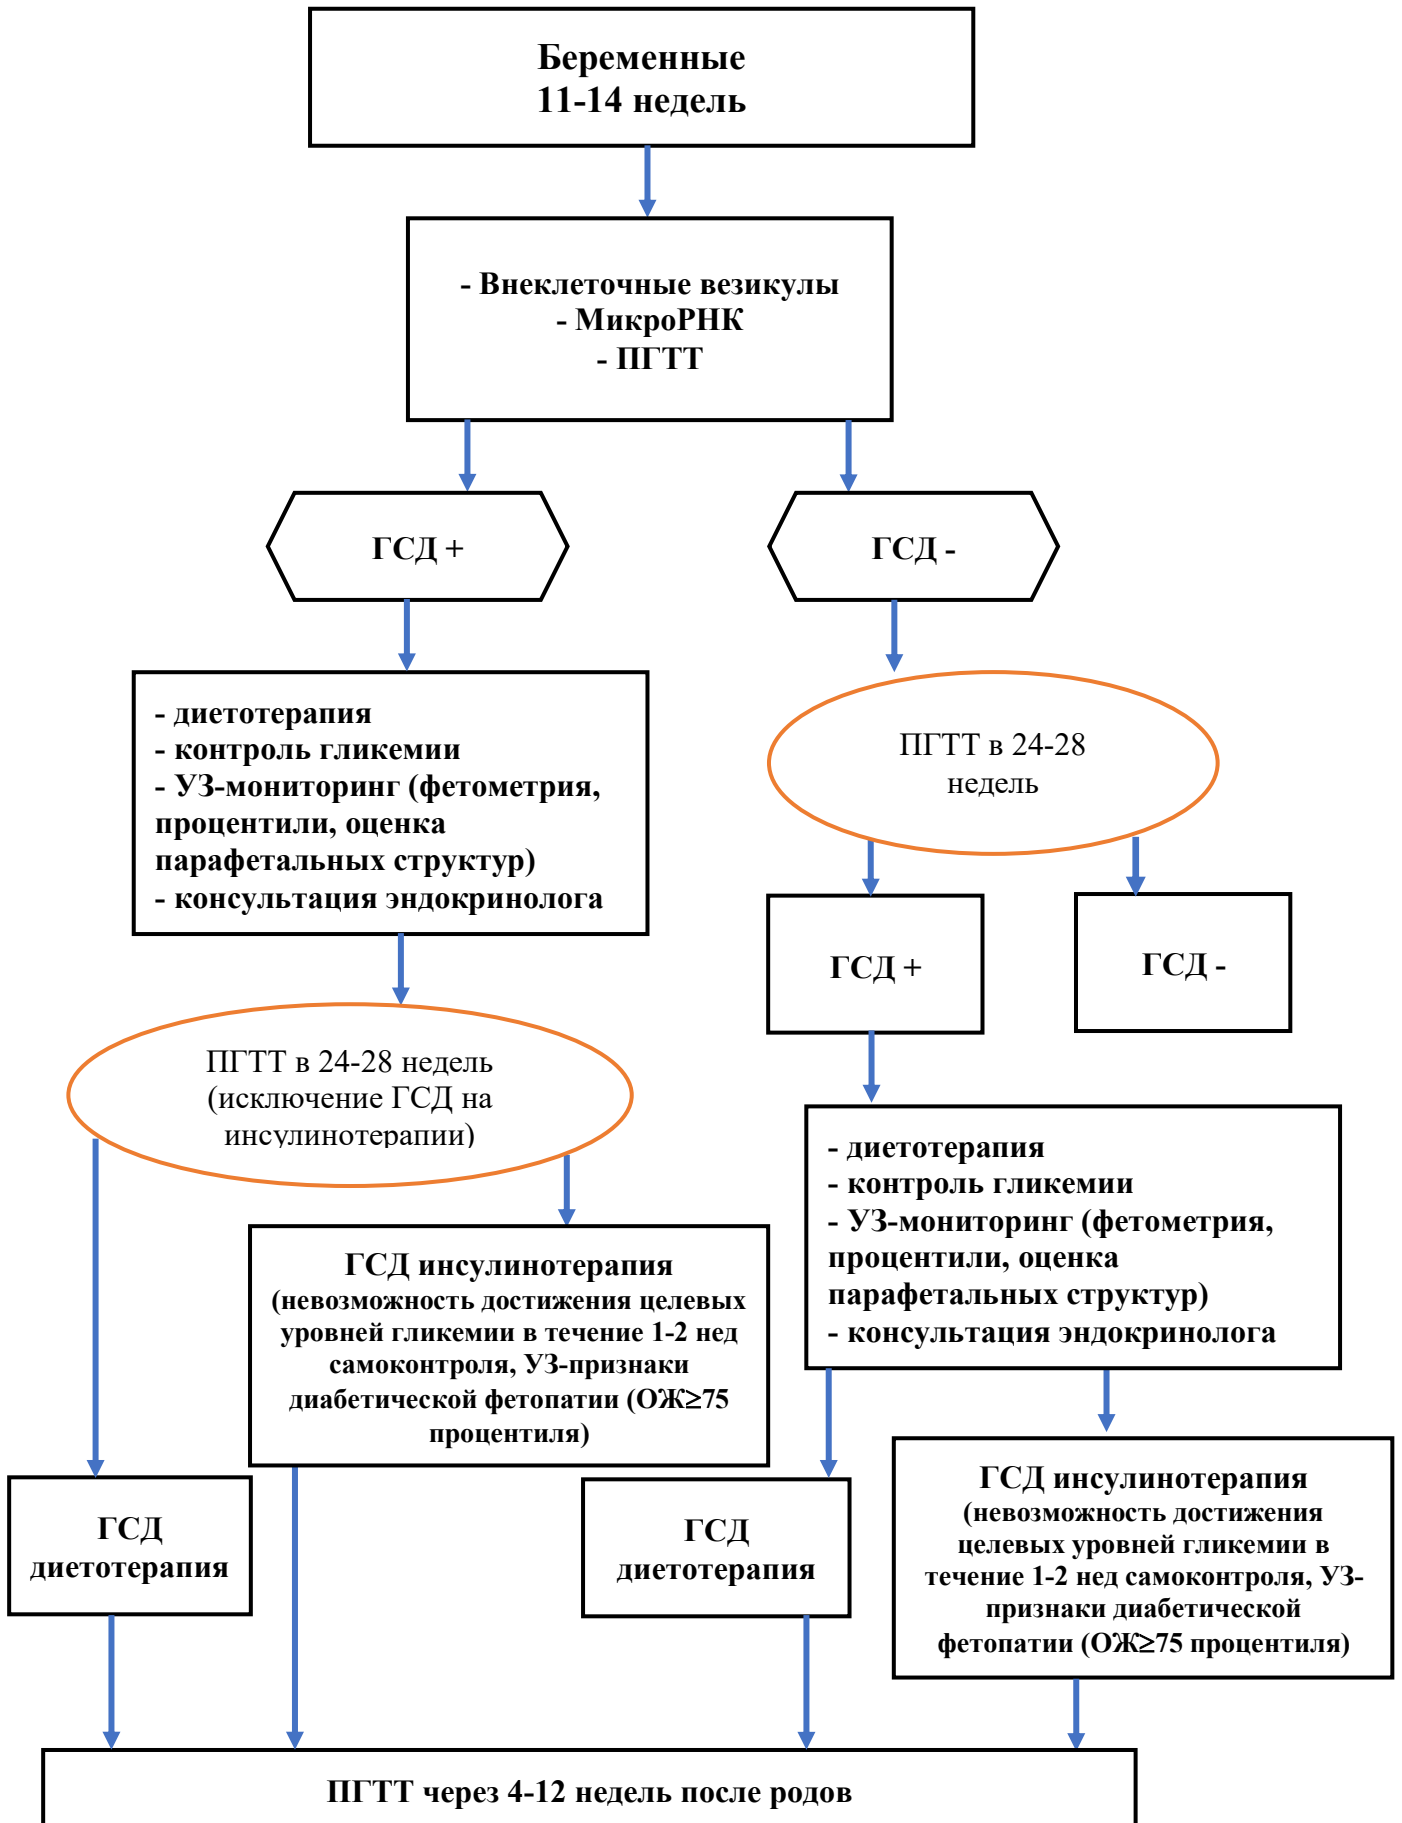 Беременные
11-14 недель
- Внеклеточные везикулы
- МикроРНК
- ПГТТ
ГСД +
ГСД -
- диетотерапия
- контроль гликемии
- УЗ-мониторинг (фетометрия,
процентили, оценка
парафетальных структур)
- консультация эндокринолога
ПГТТ в 24-28
недель
ГСД +
ГСД -
ПГТТ в 24-28 недель
(исключение ГСД на
инсулинотерапии)
- диетотерапия
- контроль гликемии
- УЗ-мониторинг (фетометрия,
процентили, оценка
парафетальных структур)
- консультация эндокринолога
ГСД инсулинотерапия
(невозможность достижения целевых
уровней гликемии в течение 1-2 нед
самоконтроля, УЗ-признаки
диабетической фетопатии (ОЖ≥75
процентиля)
ГСД
диетотерапия
ГСД
диетотерапия
ГСД инсулинотерапия
(невозможность достижения
целевых уровней гликемии в
течение 1-2 нед самоконтроля, УЗ-
признаки диабетической
фетопатии (ОЖ≥75 процентиля)
ПГТТ через 4-12 недель после родов